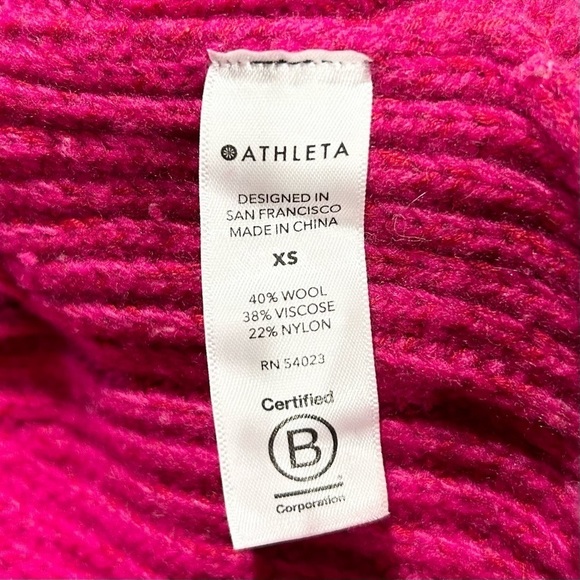 ATHLETA
DESIGNED IN
SAN FRANCISCO
MADE IN CHINA
XS
40% WOOL
38% VISCOSE
22% NYLON
RN 54023
Certified
B
Corporation